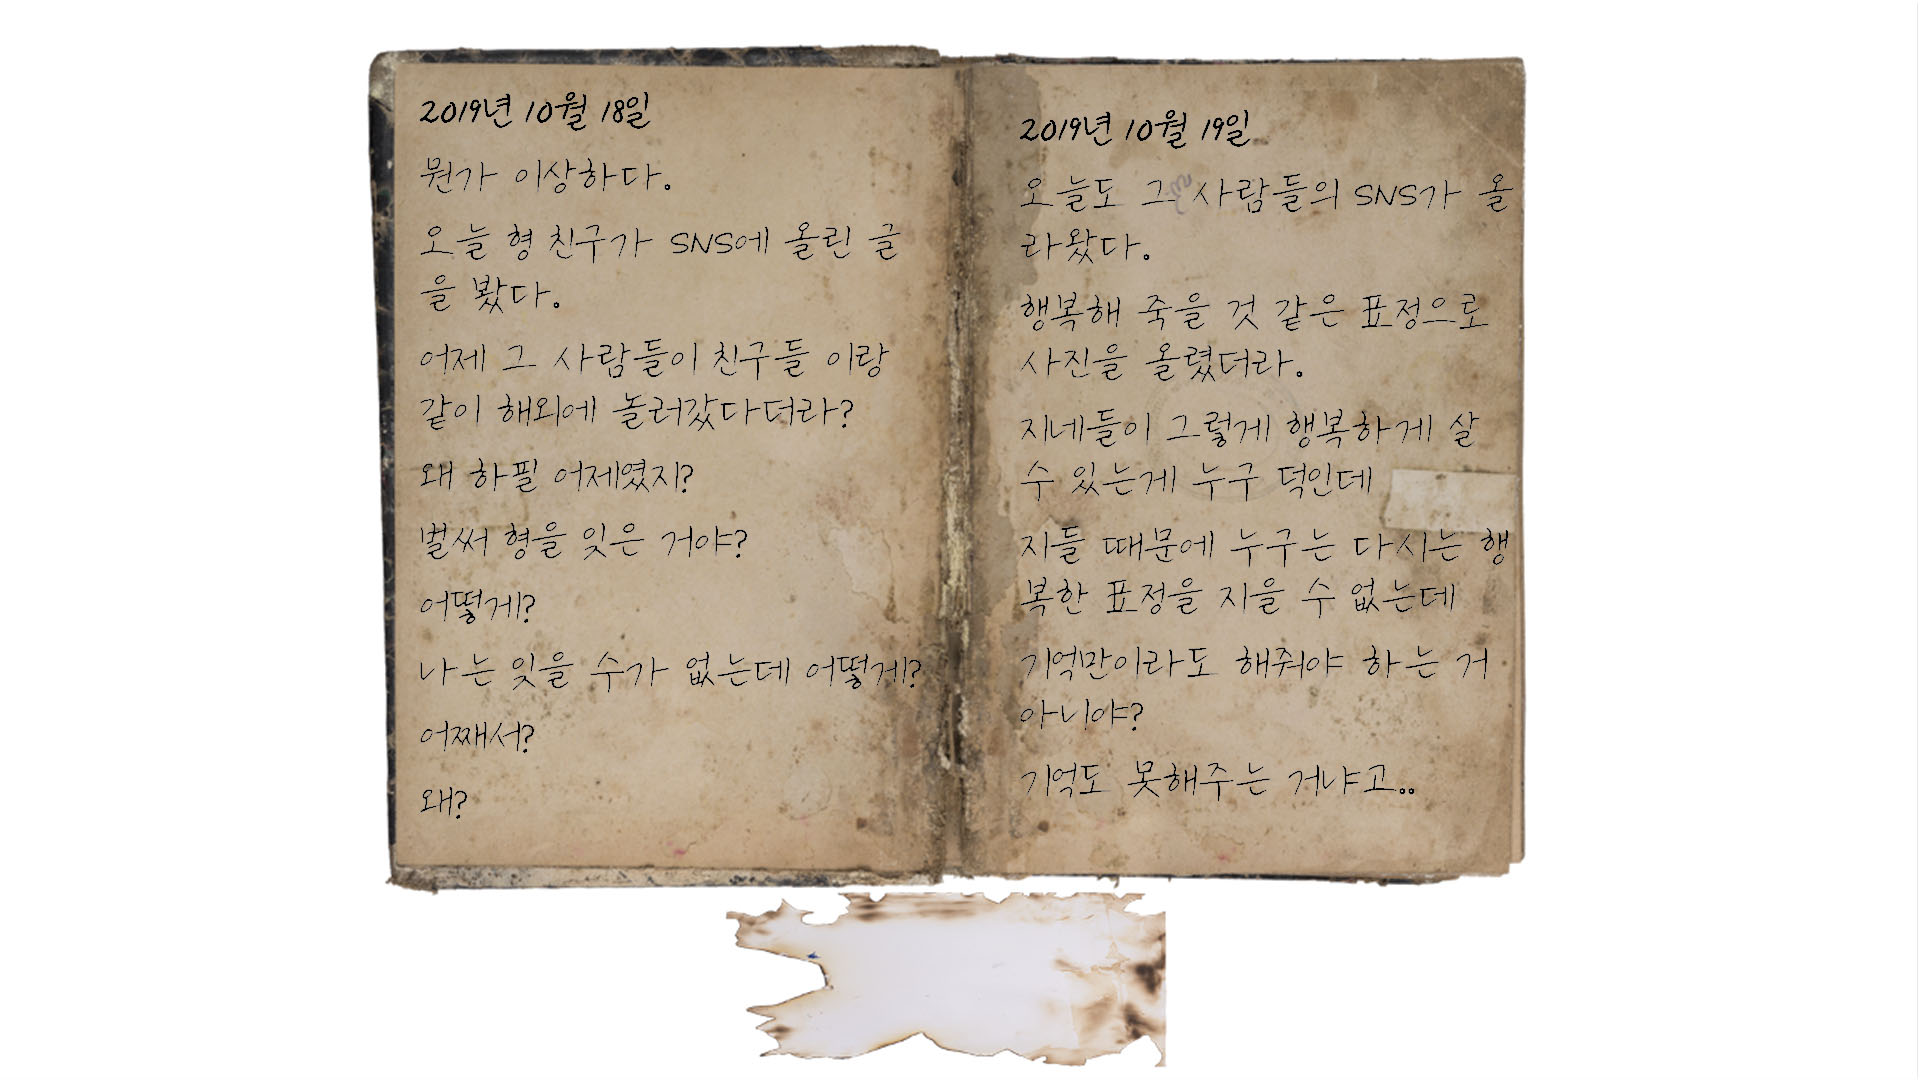 2019년 10월 18일
뭔가 이상하다.
오늘 형 친구가 SNS에 올린 글
을 봤다.
어제 그 사람들이 친구들 이랑
같이 해외에 놀러갔다더라?
왜 하필 어제였지?
벌써 형을 잊은 거야?
어떻게?
나는 잊을 수가 없는데 어떻게?
어째서?
왜?
2019년 10월 19일
오늘도 그 사람들의 SNS가 올
라왔다.
행복해 죽을 것 같은 표정으로
사진을 올렸더라.
지네들이 그렇게 행복하게 살
수 있는게 누구 덕인데
지들 때문에 누구는 다시는 행
복한 표정을 지을 수 없는데
기억만이라도 해줘야 하는 거
아니야?
기억도 못해주는 거냐고..